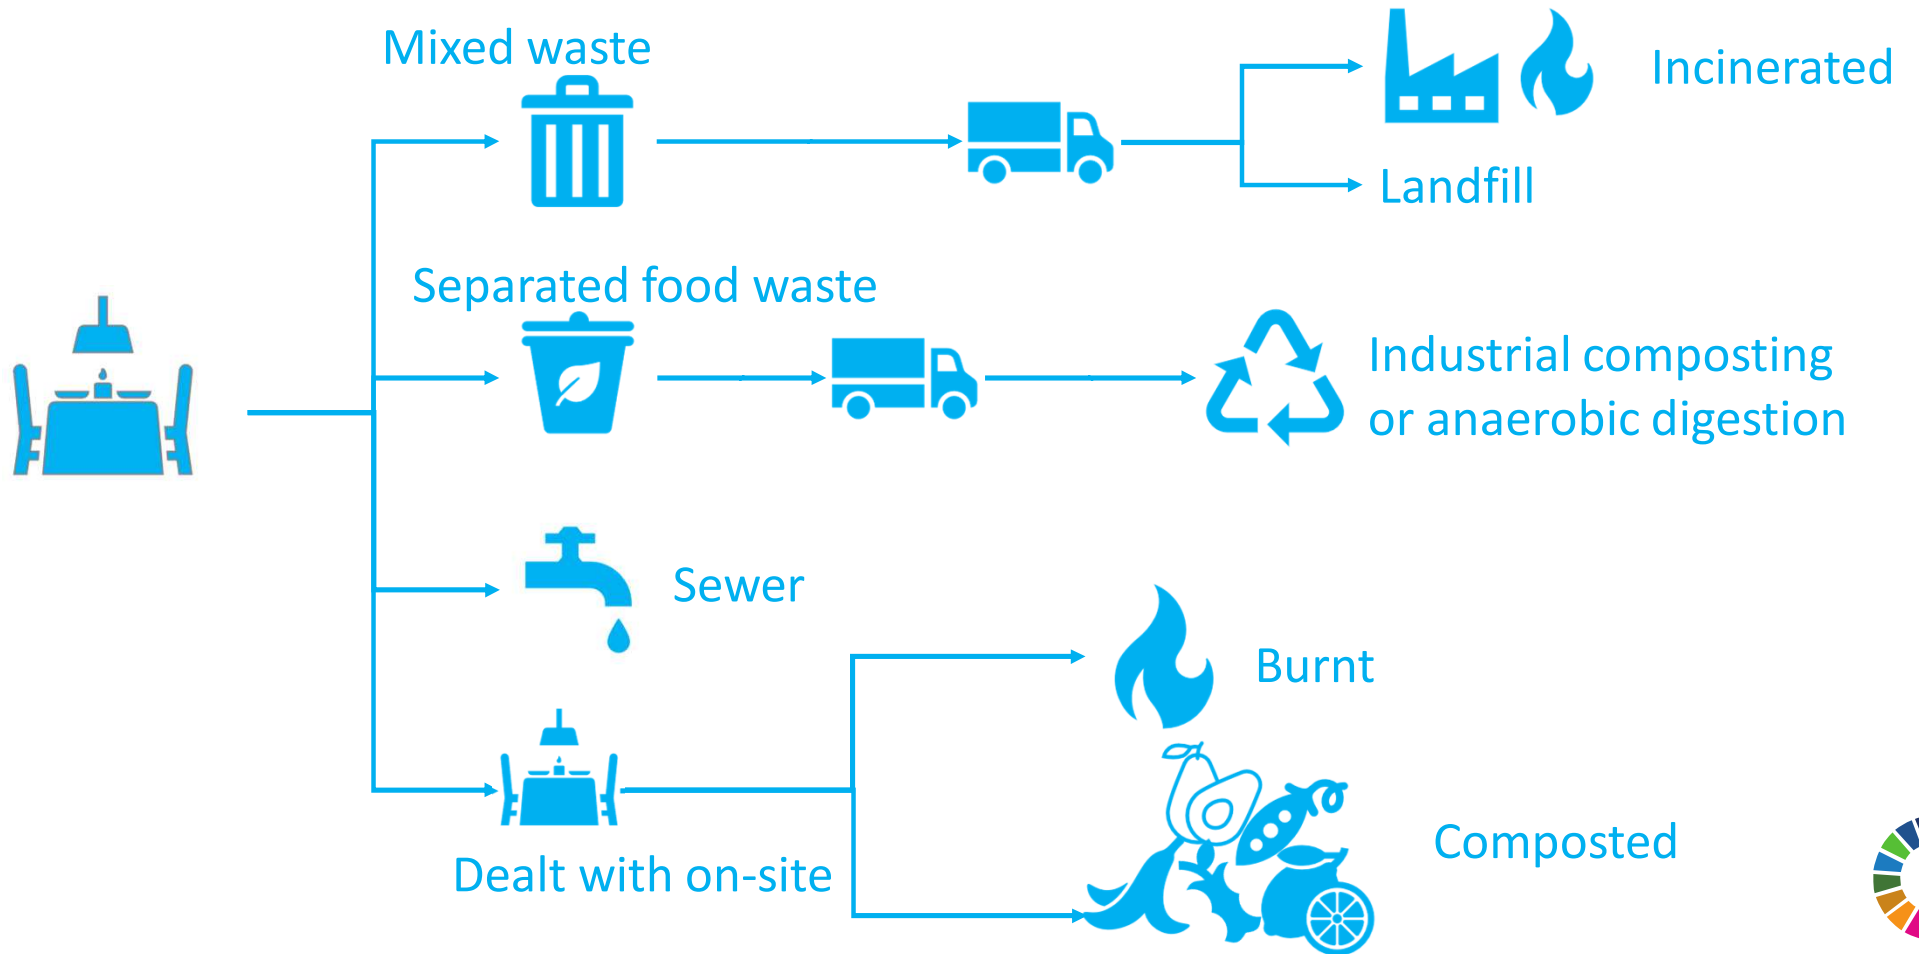 Mixed waste
Incinerated
Landfill
Separated food waste
Industrial composting
or anaerobic digestion
Sewer
Burnt
Composted
Dealt with on-site